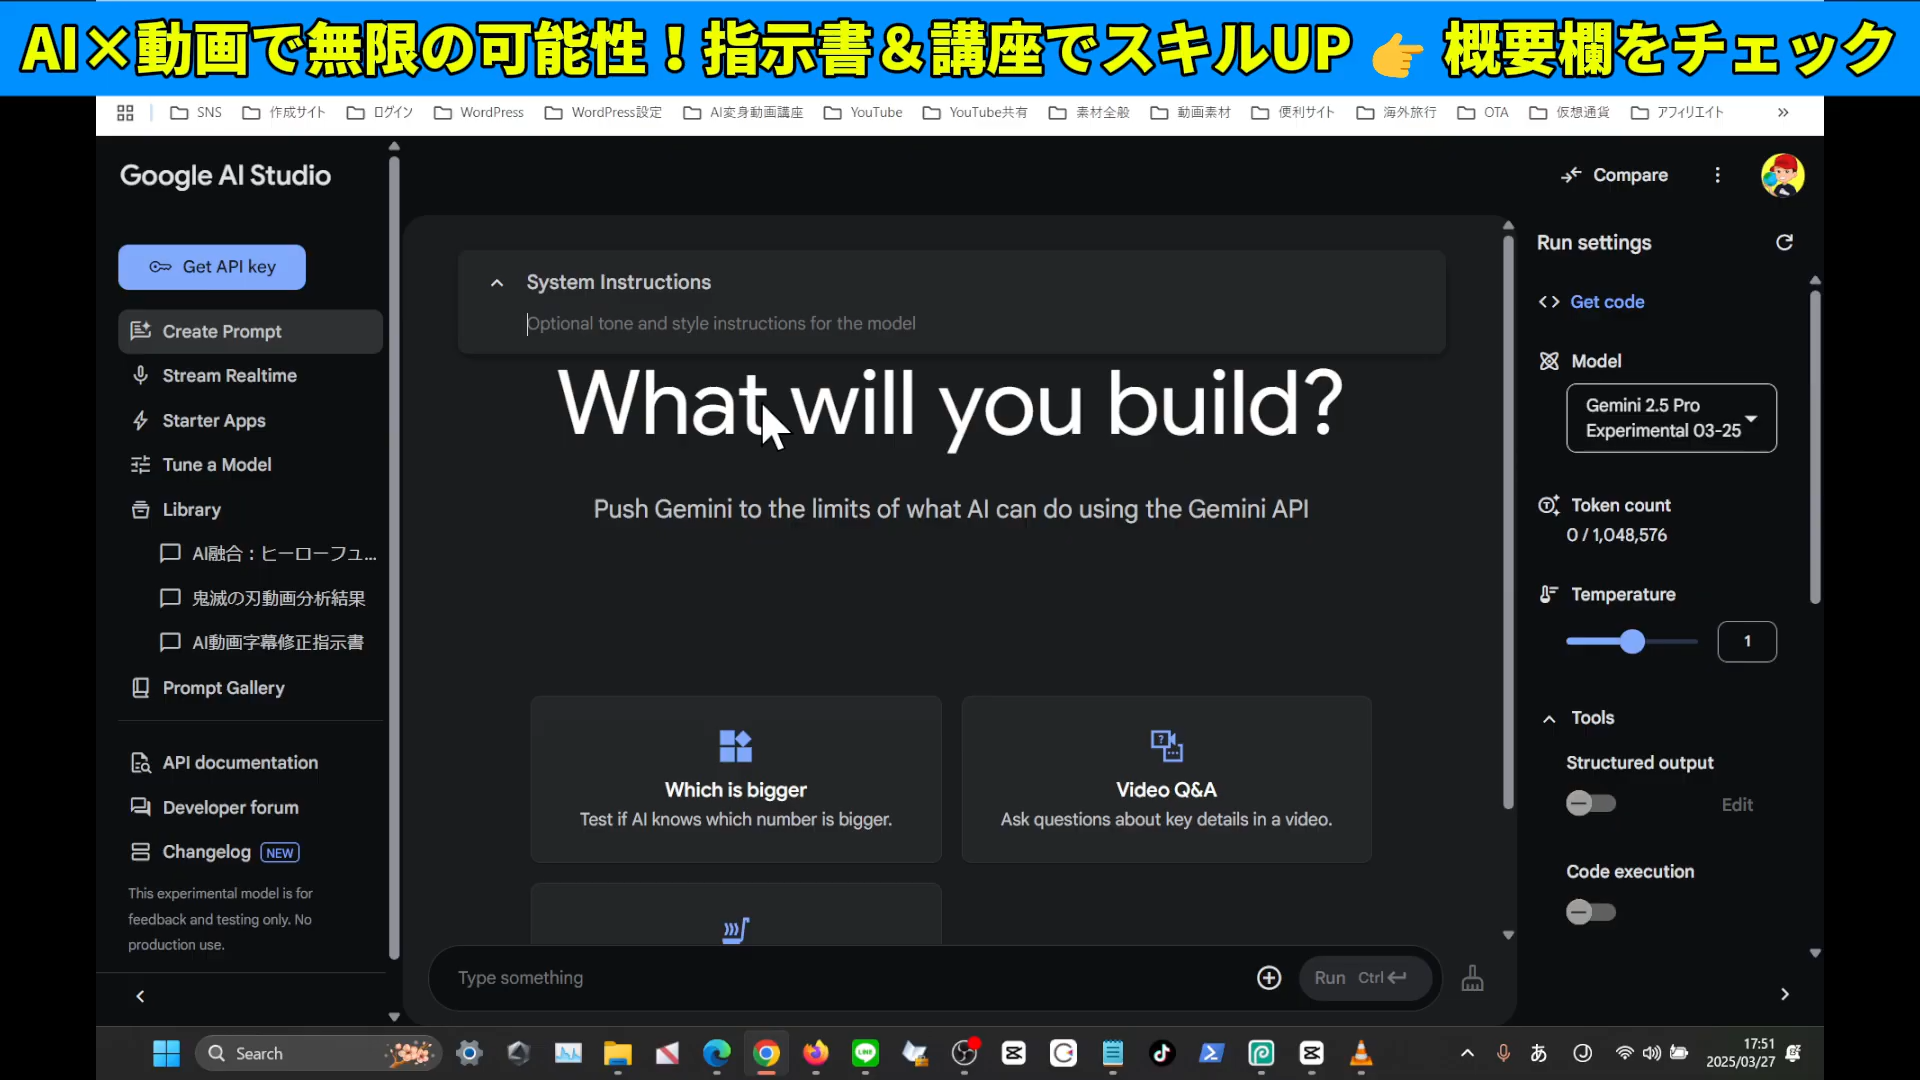 AI×動画で無限の可能性！指示書＆講座でスキルUP 👉 概要欄をチェック
SNS 作成サイト ログイン WordPress WordPress設定 AI変身動画講座 YouTube YouTube共有 素材全般 動画素材 便利サイト 海外旅行 OTA 仮想通貨 アフィリエイト »
Google AI Studio
Compare
Get API key
Create Prompt
Stream Realtime
Starter Apps
Tune a Model
Library
AI融合：ヒーローフュ...
鬼滅の刃動画分析結果
AI動画字幕修正指示書
Prompt Gallery
API documentation
Developer forum
Changelog NEW
This experimental model is for
feedback and testing only. No
production use.
System Instructions
Optional tone and style instructions for the model
What will you build?
Push Gemini to the limits of what AI can do using the Gemini API
Which is bigger
Test if AI knows which number is bigger.
Video Q&A
Ask questions about key details in a video.
Type something
Run Ctrl
Run settings
Get code
Model
Gemini 2.5 Pro
Experimental 03-25
Token count
0 / 1,048,576
Temperature
1
Tools
Structured output
Edit
Code execution
Search
あ
17:51
2025/03/27